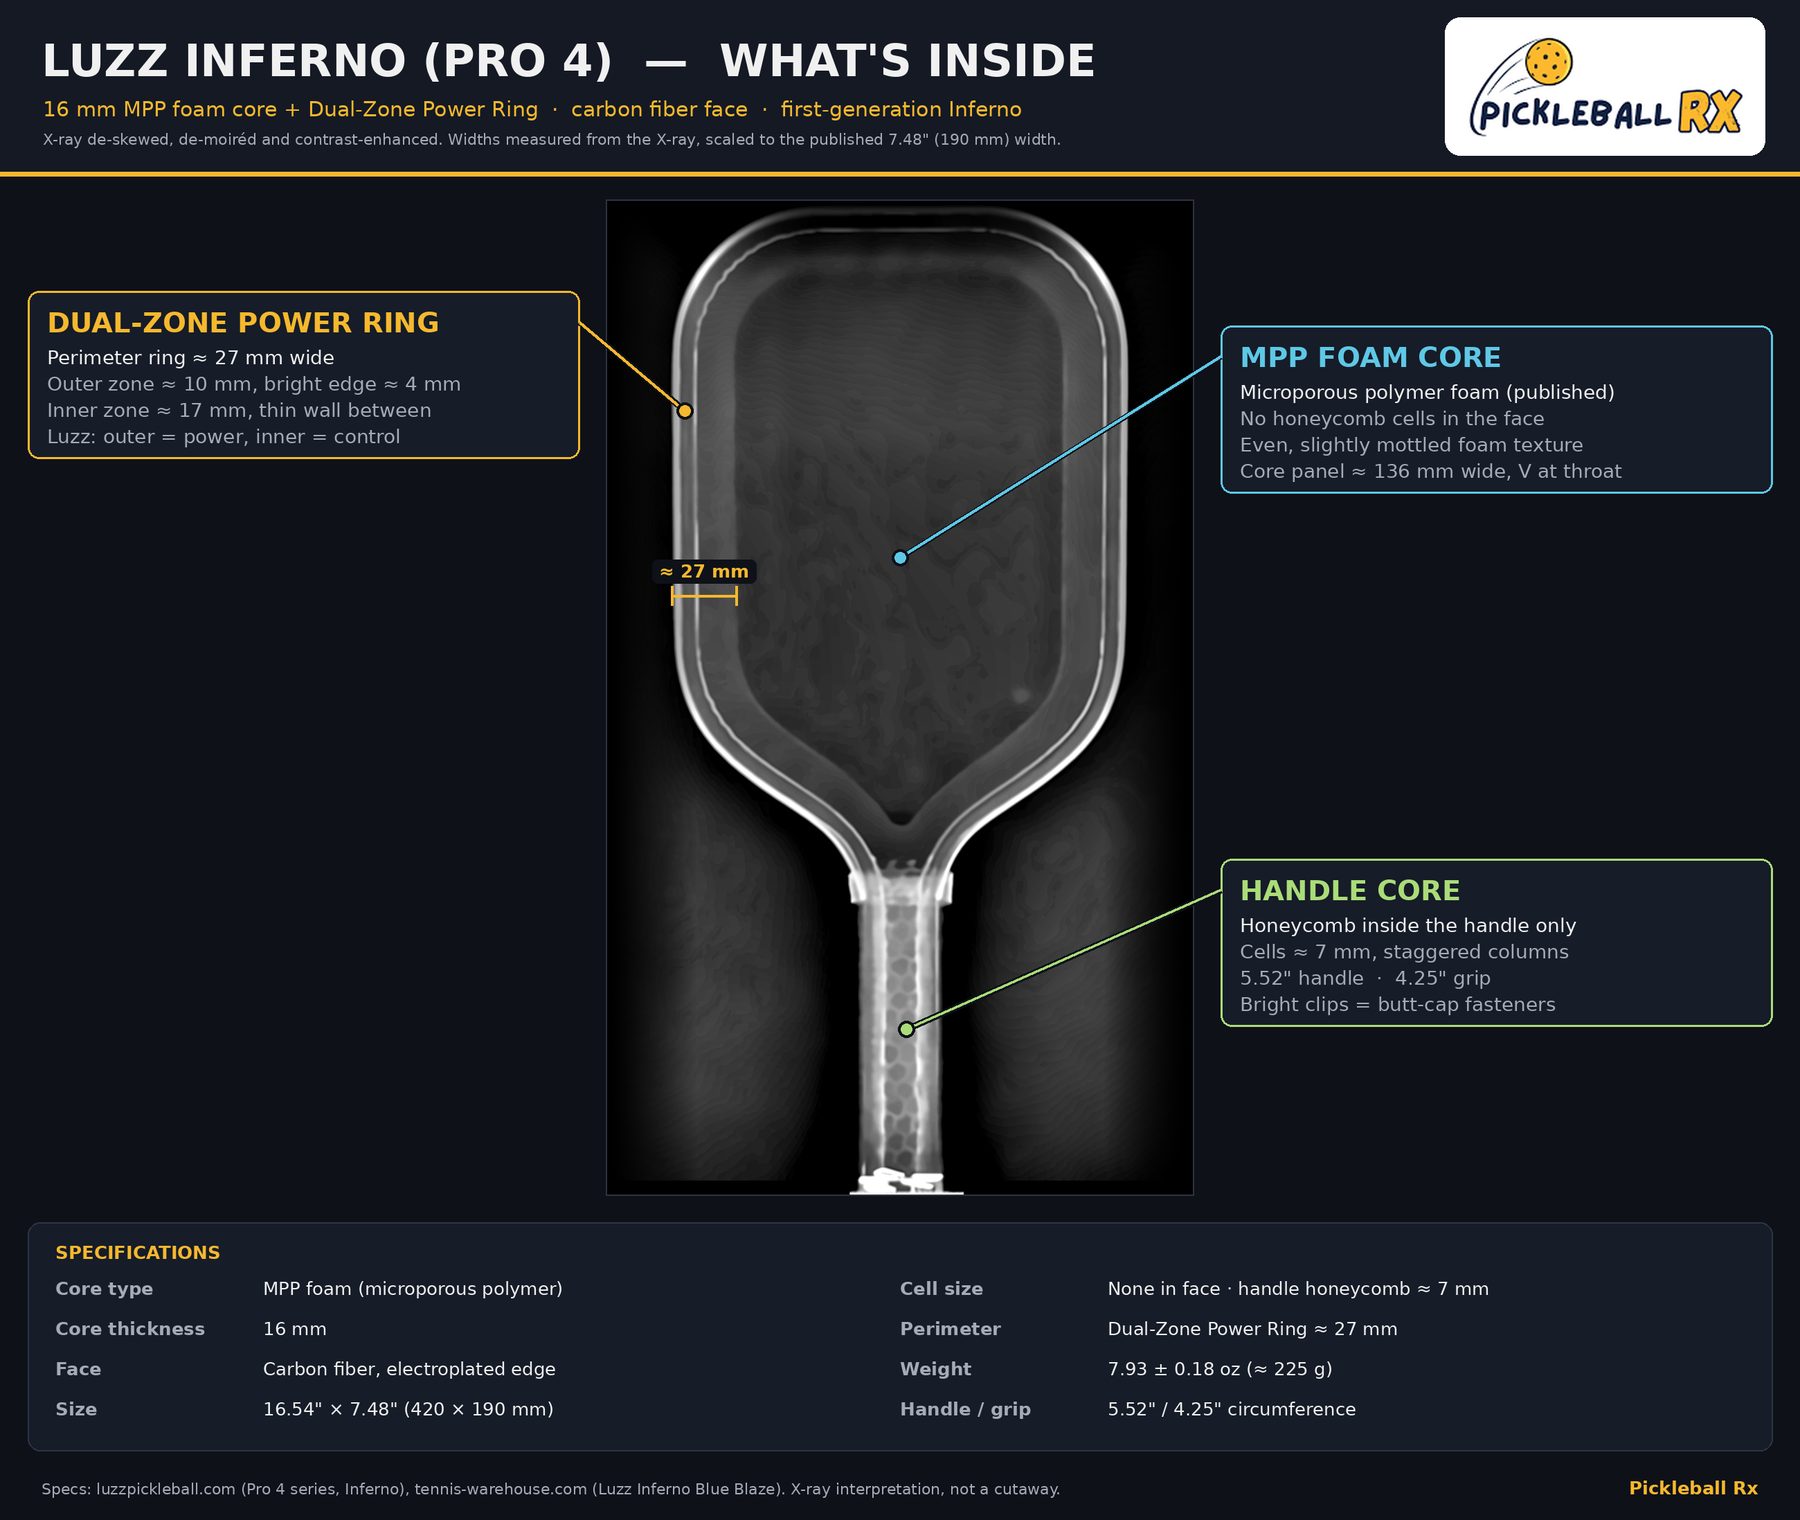 LUZZ INFERNO (PRO 4) — WHAT'S INSIDE
16 mm MPP foam core + Dual-Zone Power Ring · carbon fiber face · first-generation Inferno
X-ray de-skewed, de-moiréd and contrast-enhanced. Widths measured from the X-ray, scaled to the published 7.48" (190 mm) width.
PICKLEBALL RX
DUAL-ZONE POWER RING
Perimeter ring ≈ 27 mm wide
Outer zone ≈ 10 mm, bright edge ≈ 4 mm
Inner zone ≈ 17 mm, thin wall between
Luzz: outer = power, inner = control
MPP FOAM CORE
Microporous polymer foam (published)
No honeycomb cells in the face
Even, slightly mottled foam texture
Core panel ≈ 136 mm wide, V at throat
≈ 27 mm
HANDLE CORE
Honeycomb inside the handle only
Cells ≈ 7 mm, staggered columns
5.52" handle · 4.25" grip
Bright clips = butt-cap fasteners
SPECIFICATIONS
Core type MPP foam (microporous polymer)
Core thickness 16 mm
Face Carbon fiber, electroplated edge
Size 16.54" × 7.48" (420 × 190 mm)
Cell size None in face · handle honeycomb ≈ 7 mm
Perimeter Dual-Zone Power Ring ≈ 27 mm
Weight 7.93 ± 0.18 oz (≈ 225 g)
Handle / grip 5.52" / 4.25" circumference
Specs: luzzpickleball.com (Pro 4 series, Inferno), tennis-warehouse.com (Luzz Inferno Blue Blaze). X-ray interpretation, not a cutaway.
Pickleball Rx